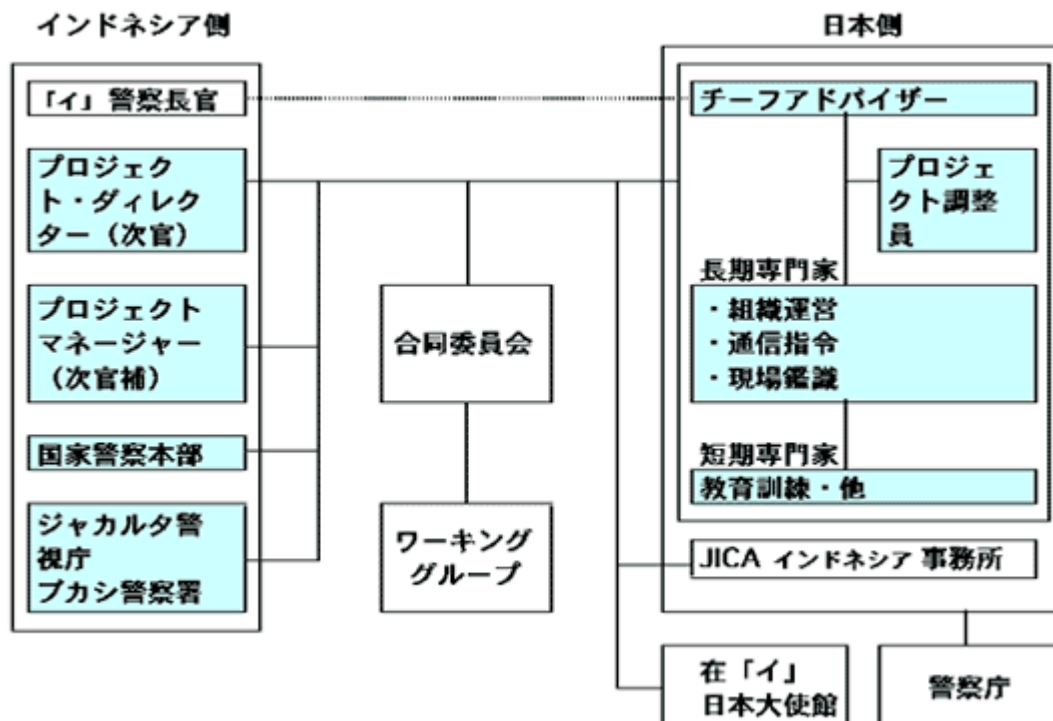 インドネシア側
「ィ」警察長官
プロジェク
ト・ダィレク
ター（次官）
プロジェクト
マネージャー
（次官補）
国家警察本部
ジャカルタ警
視庁
ブカシ警察署
合同委員会
ワーキング
グループ
日本側
チーフアドバイザー
プロジェ
クト調整
員
長期専門家
・組織運営
・通信指令
・現場鑑識
短期専門家
教育訓練・他
JICA インドネシア 事務所
在「イ」
日本大使館
警察庁